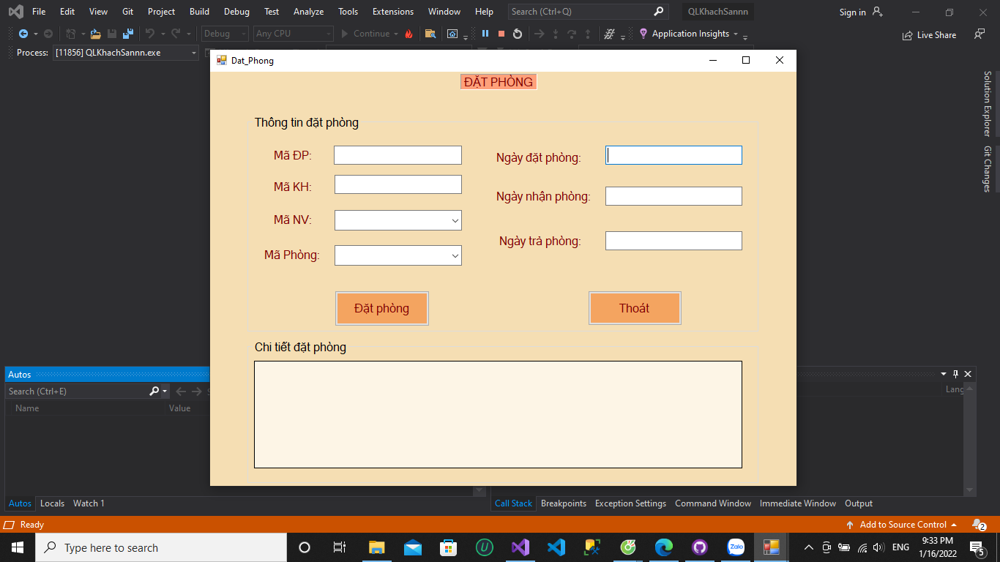 File Edit View Git Project Build Debug Test Analyze Tools Extensions Window Help Search (Ctrl+Q) QLKhachSannn Sign in
Debug Any CPU Continue Application Insights Live Share
Process: [11856] QLKhachSannn.exe
Dat_Phong
ĐẶT PHÒNG
Thông tin đặt phòng
Mã ĐP: Ngày đặt phòng:
Mã KH: Ngày nhận phòng:
Mã NV: Ngày trả phòng:
Mã Phòng:
Đặt phòng Thoát
Chi tiết đặt phòng
Solution Explorer
Git Changes
Autos
Search (Ctrl+E)
Name Value
Lang
Autos Locals Watch 1
Call Stack Breakpoints Exception Settings Command Window Immediate Window Output
Ready Add to Source Control 2
Type here to search
Zalo
ENG 9:33 PM
1/16/2022 5